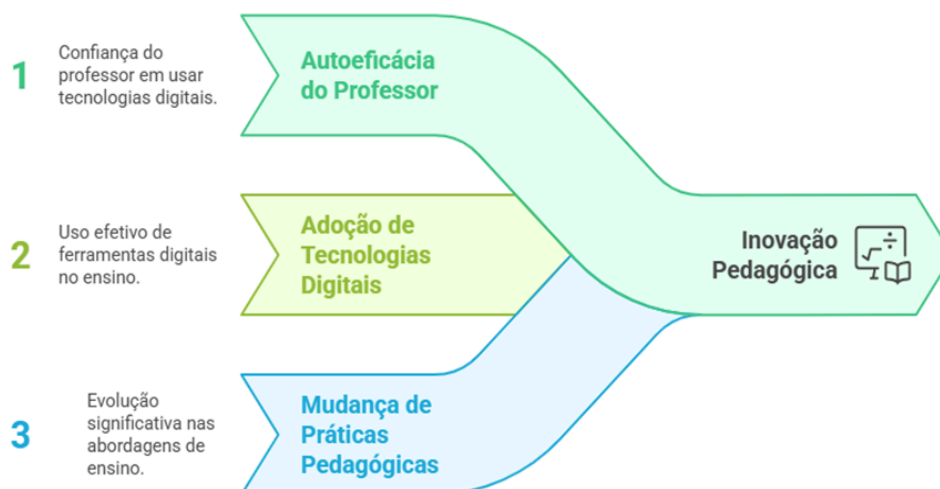 1
Confiança do
professor em usar
tecnologias digitais.
Autoeficácia
do Professor
2
Uso efetivo de
ferramentas digitais
no ensino.
Adoção de
Tecnologias
Digitais
3
Evolução
significativa nas
abordagens de
ensino.
Mudança de
Práticas
Pedagógicas
Inovação
Pedagógica